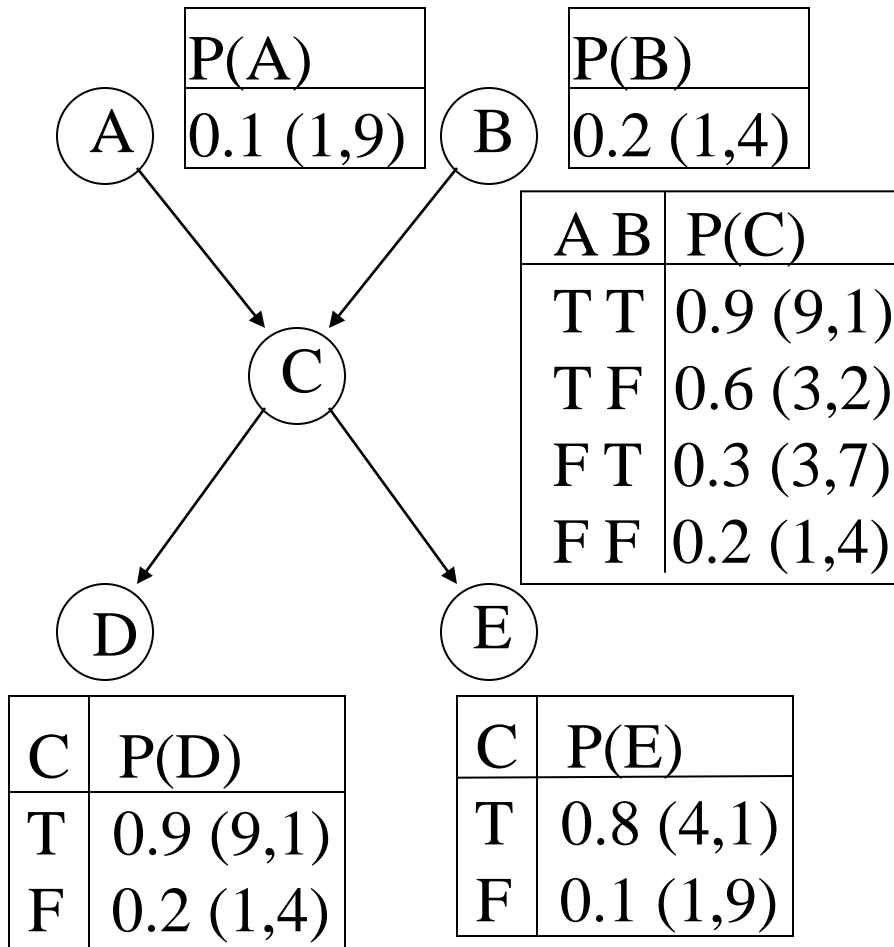 P(A)
0.1 (1,9)
P(B)
0.2 (1,4)
A
B
A B P(C)
T T 0.9 (9,1)
T F 0.6 (3,2)
F T 0.3 (3,7)
F F 0.2 (1,4)
C
D
E
C P(D)
T 0.9 (9,1)
F 0.2 (1,4)
C P(E)
T 0.8 (4,1)
F 0.1 (1,9)